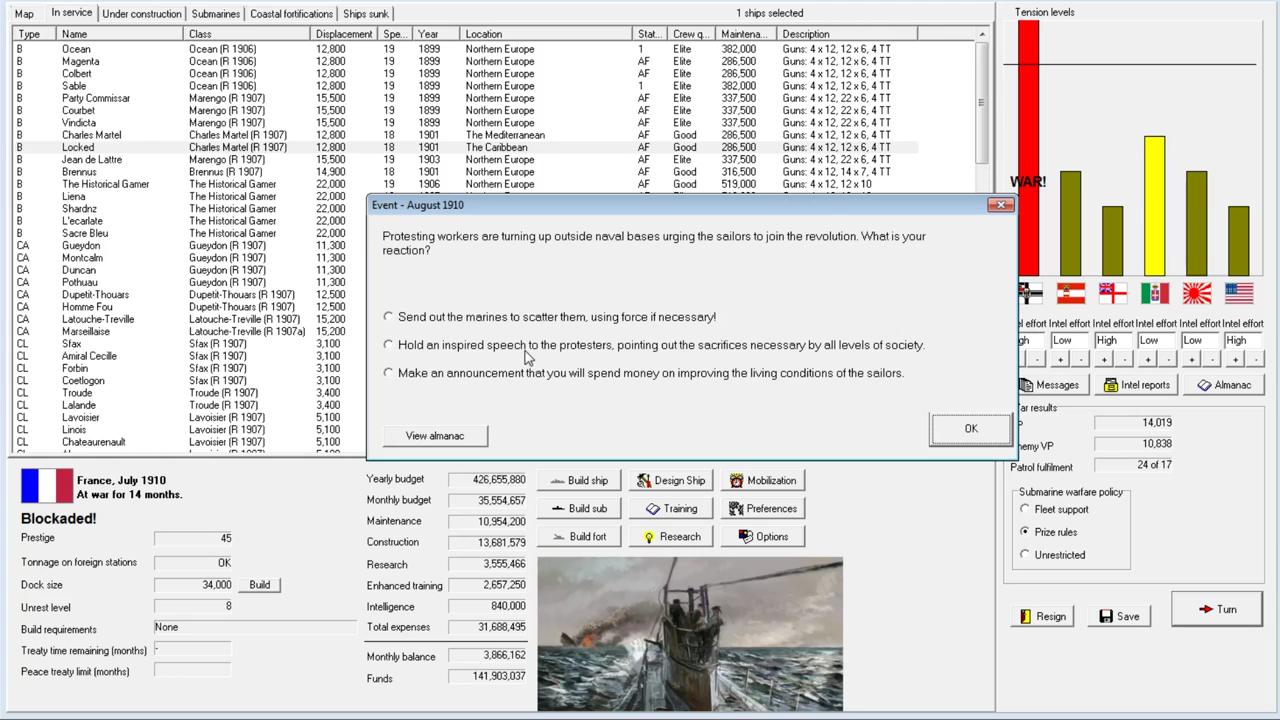 Map In service Under construction Submarines Coastal fortifications Ships sunk 1 ships selected
Type Name Class Displacement Spe... Year Location Stat... Crew q... Maintena... Description
B Ocean Ocean (R 1906) 12,800 19 1899 Northern Europe 1 Elite 382,000 Guns: 4 x 12, 12 x 6, 4 TT
B Magenta Ocean (R 1906) 12,800 19 1899 Northern Europe AF Elite 286,500 Guns: 4 x 12, 12 x 6, 4 TT
B Colbert Ocean (R 1906) 12,800 19 1899 Northern Europe AF Elite 286,500 Guns: 4 x 12, 12 x 6, 4 TT
B Sable Ocean (R 1906) 12,800 19 1899 Northern Europe 1 Elite 382,000 Guns: 4 x 12, 12 x 6, 4 TT
B Party Commissar Marengo (R 1907) 15,500 19 1899 Northern Europe AF Elite 337,500 Guns: 4 x 12, 22 x 6, 4 TT
B Courbet Marengo (R 1907) 15,500 19 1899 Northern Europe AF Elite 337,500 Guns: 4 x 12, 22 x 6, 4 TT
B Vindicta Marengo (R 1907) 15,500 19 1899 Northern Europe AF Elite 337,500 Guns: 4 x 12, 22 x 6, 4 TT
B Charles Martel Charles Martel (R 1907) 12,800 18 1901 The Mediterranean AF Good 286,500 Guns: 4 x 12, 12 x 6, 4 TT
B Locked Charles Martel (R 1907) 12,800 18 1901 The Caribbean AF Good 286,500 Guns: 4 x 12, 12 x 6, 4 TT
B Jean de Lattre Marengo (R 1907) 15,500 19 1903 Northern Europe AF Elite 337,500 Guns: 4 x 12, 22 x 6, 4 TT
B Brennus Brennus (R 1907) 14,900 18 1901 Northern Europe AF Good 316,500 Guns: 4 x 12, 14 x 7, 4 TT
B The Historical Gamer The Historical Gamer 22,000 19 1906 Northern Europe AF Good 519,000 Guns: 4 x 12, 12 x 10
B Liena The Historical Gamer 22,000
B Shardnz The Historical Gamer 22,000
B L'ecarlate The Historical Gamer 22,000
B Sacre Bleu The Historical Gamer 22,000
CA Gueydon Gueydon (R 1907) 11,300
CA Montcalm Gueydon (R 1907) 11,300
CA Duncan Gueydon (R 1907) 11,300
CA Pothuau Gueydon (R 1907) 11,300
CA Dupetit-Thouars Dupetit-Thouars (R 1907) 12,500
CA Homme Fou Dupetit-Thouars (R 1907) 12,500
CA Latouche-Treville Latouche-Treville (R 1907) 15,200
CA Marseillaise Latouche-Treville (R 1907a) 15,200
CL Sfax Sfax (R 1907) 3,100
CL Amiral Cecille Sfax (R 1907) 3,100
CL Forbin Sfax (R 1907) 3,100
CL Coetlogon Sfax (R 1907) 3,100
CL Troude Troude (R 1907) 3,400
CL Lalande Troude (R 1907) 3,400
CL Lavoisier Lavoisier (R 1907) 5,100
CL Linois Lavoisier (R 1907) 5,100
CL Chateaurenault Lavoisier (R 1907) 5,100
Event - August 1910
Protesting workers are turning up outside naval bases urging the sailors to join the revolution. What is your
reaction?
Send out the marines to scatter them, using force if necessary!
Hold an inspired speech to the protesters, pointing out the sacrifices necessary by all levels of society.
Make an announcement that you will spend money on improving the living conditions of the sailors.
View almanac OK
Tension levels
WAR!
Intel effort Intel effort Intel effort Intel effort Intel effort
High Low Low Low High
+ - + - + - + - + -
Messages Intel reports Almanac
14,019
10,838
Patrol fulfilment 24 of 17
Submarine warfare policy
Fleet support
Prize rules
Unrestricted
Resign Save Turn
France, July 1910
At war for 14 months.
Blockaded!
Prestige 45
Tonnage on foreign stations OK
Dock size 34,000 Build
Unrest level 8
Build requirements None
Treaty time remaining (months) -
Peace treaty limit (months)
Yearly budget 426,655,880
Monthly budget 35,554,657
Maintenance 10,954,200
Construction 13,681,579
Research 3,555,466
Enhanced training 2,657,250
Intelligence 840,000
Total expenses 31,688,495
Monthly balance 3,866,162
Funds 141,903,037
Build ship Design Ship Mobilization
Build sub Training Preferences
Build fort Research Options